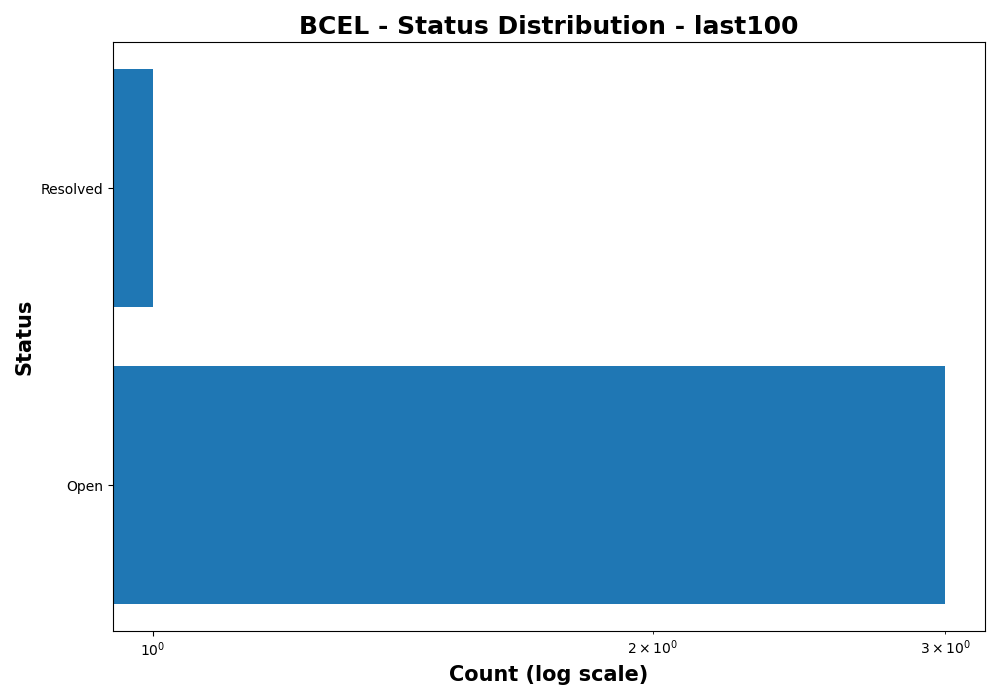 BCEL - Status Distribution - last100
Status
Resolved
Open
10⁰
2 × 10⁰
3 × 10⁰
Count (log scale)